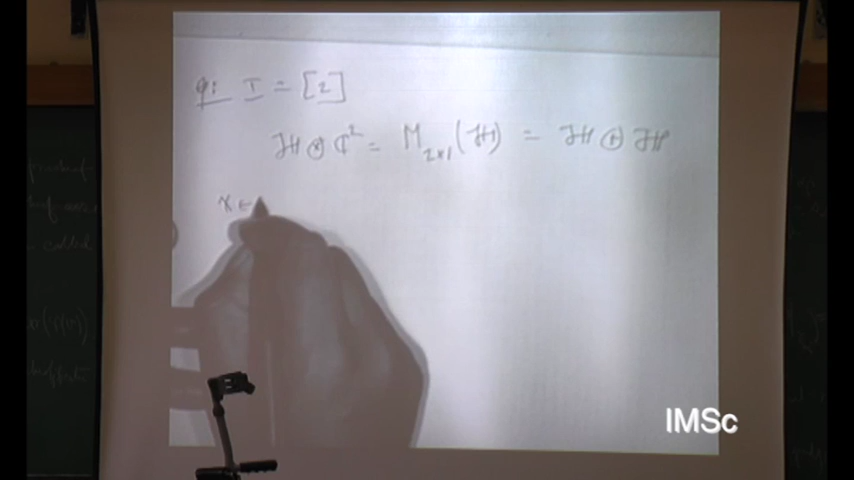 φ: I = [2]
ℋ ⊗ ℂ² = M₂ₓ₁(ℋ) = ℋ ⊕ ℋ
x ∈
IMSc